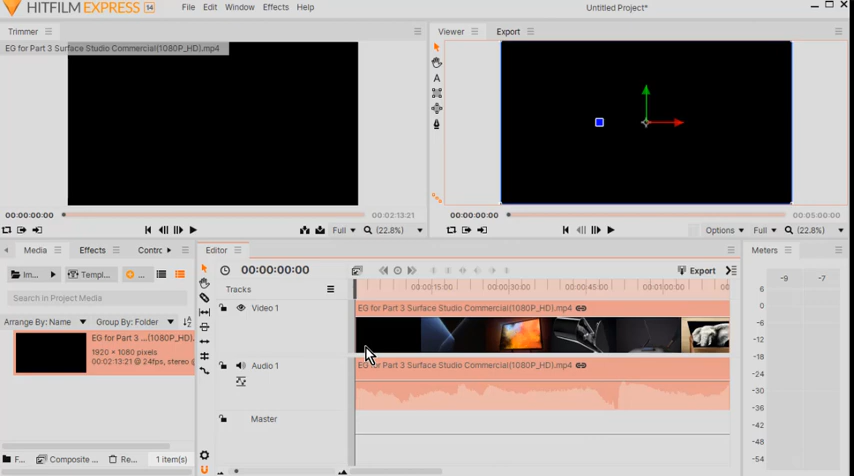 HITFILM EXPRESS 14
File Edit Window Effects Help
Untitled Project*
Trimmer
Viewer
Export
EG for Part 3 Surface Studio Commercial(1080P_HD).mp4
A
00:00:00:00
00:02:13:21
00:00:00:00
00:05:00:00
Full
(22.8%)
Options
Full
(22.8%)
Media
Effects
Contrc
Editor
Meters
Im...
Templ...
...
00:00:00:00
Export
-9
-7
Search in Project Media
Tracks
00:00:15:00
00:00:30:00
00:00:45:00
00:01:00:00
00
Arrange By: Name
Group By: Folder
Video 1
EG for Part 3 Surface Studio Commercial(1080P_HD).mp4
EG for Part 3 ...(1080P_HD).
1920 × 1080 pixels
00:02:13:21 @ 24fps, stereo
Audio 1
EG for Part 3 Surface Studio Commercial(1080P_HD).mp4
Master
6
0
-6
-12
-18
-24
-30
-36
-42
-48
-54
F...
Composite ...
Re...
1 item(s)